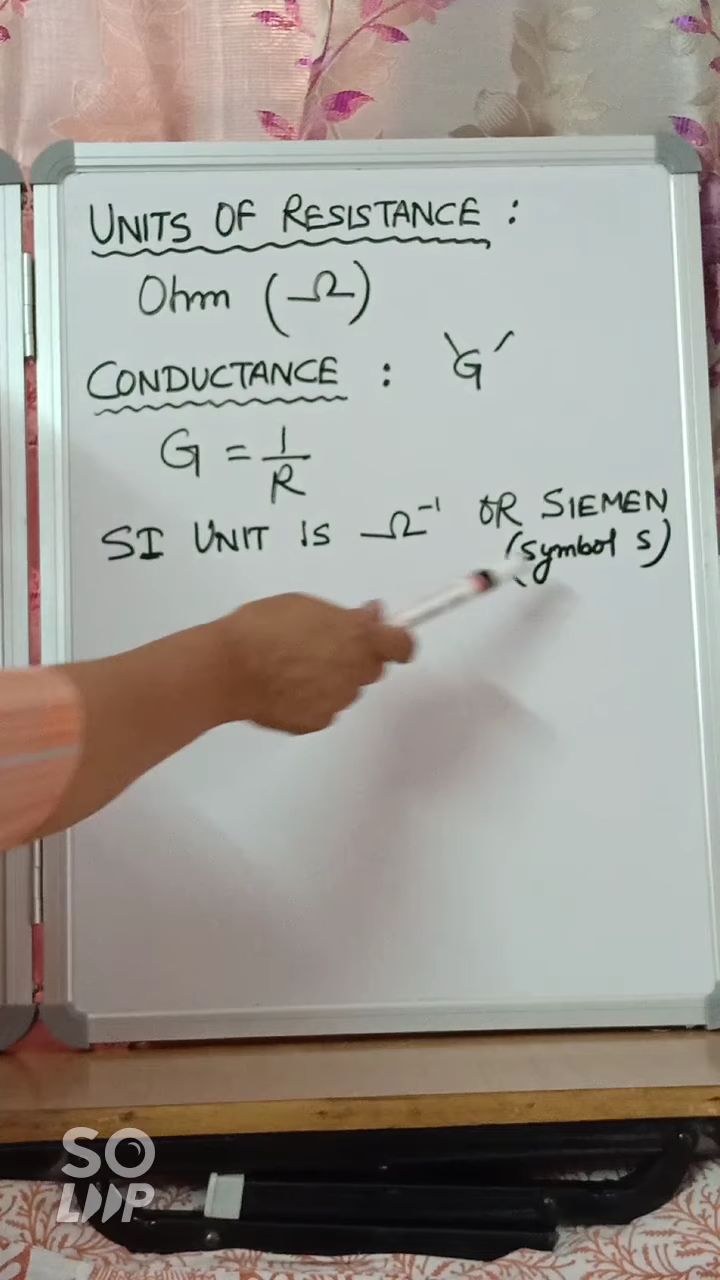 UNITS OF RESISTANCE :
Ohm (Ω)
CONDUCTANCE : 'G'
G = 1/R
SI UNIT IS Ω⁻¹ OR SIEMEN
(Symbol S)
SO
LOOP